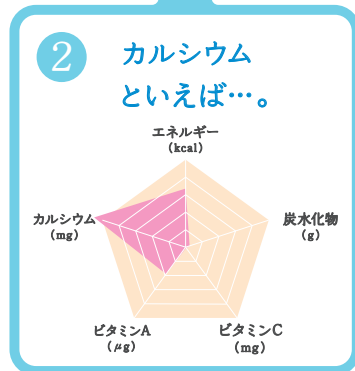 2
カルシウム
といえば…。
エネルギー
(kcal)
カルシウム
(mg)
炭水化物
(g)
ビタミンA
(μg)
ビタミンC
(mg)